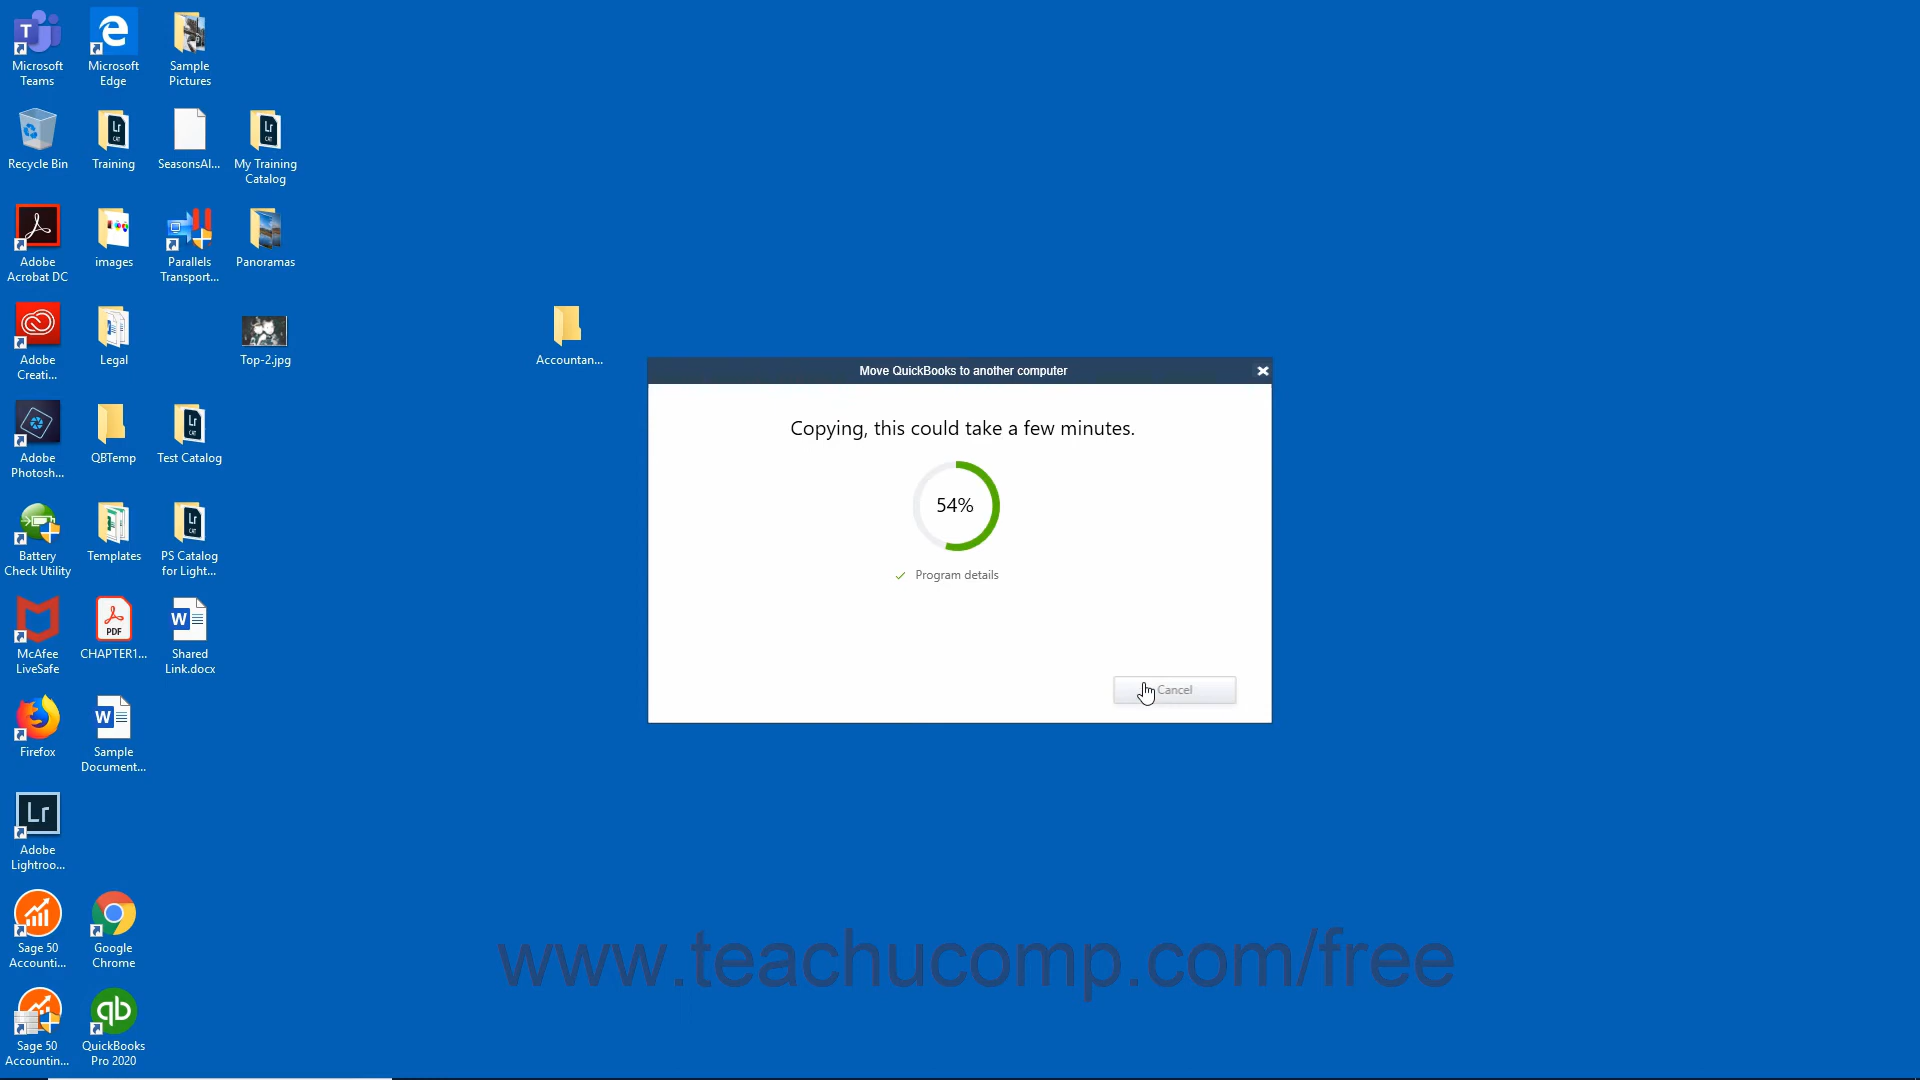 Microsoft
Teams
Microsoft
Edge
Sample
Pictures
Recycle Bin
Training
SeasonsAl...
My Training
Catalog
Adobe
Acrobat DC
images
Parallels
Transport...
Panoramas
Adobe
Creati...
Legal
Top-2.jpg
Accountan...
Move QuickBooks to another computer
Copying, this could take a few minutes.
54%
Program details
Cancel
Adobe
Photosh...
QBTemp
Test Catalog
Battery
Check Utility
Templates
PS Catalog
for Light...
McAfee
LiveSafe
PDF
CHAPTER1...
Shared
Link.docx
Firefox
Sample
Document...
Lr
Adobe
Lightroo...
Sage 50
Accounti...
Google
Chrome
www.teachucomp.com/free
Sage 50
Accountin...
qb
QuickBooks
Pro 2020